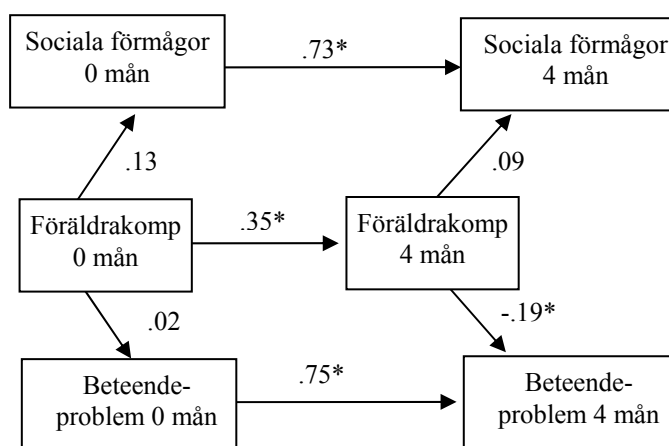 Sociala förmågor
0 mån
.73*
Sociala förmågor
4 mån
.13
.09
Föräldrakomp
0 mån
.35*
Föräldrakomp
4 mån
.02
-.19*
Beteende-
problem 0 mån
.75*
Beteende-
problem 4 mån